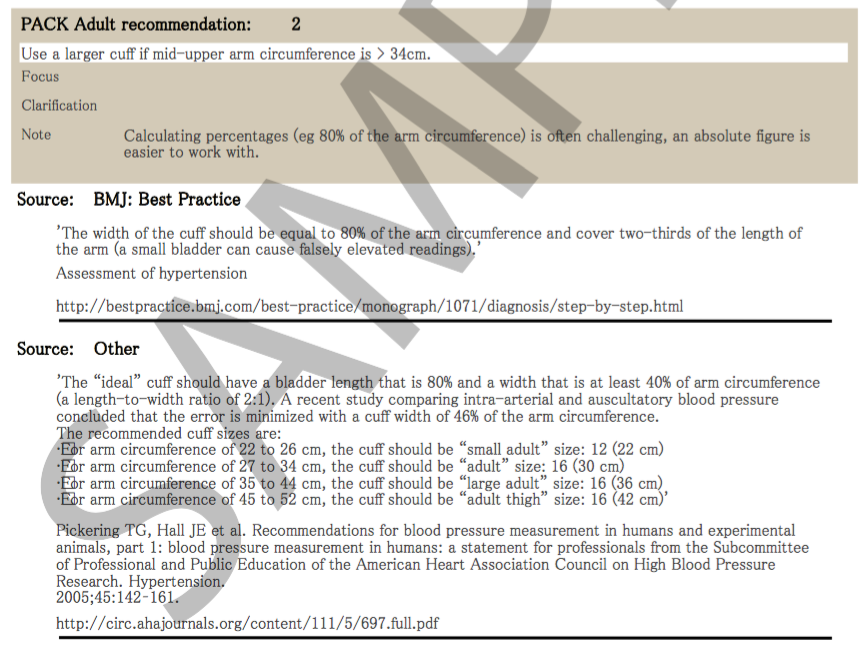 PACK Adult recommendation: 2
Use a larger cuff if mid-upper arm circumference is > 34cm.
Focus
Clarification
Note Calculating percentages (eg 80% of the arm circumference) is often challenging, an absolute figure is
easier to work with.
Source: BMJ: Best Practice
'The width of the cuff should be equal to 80% of the arm circumference and cover two-thirds of the length of
the arm (a small bladder can cause falsely elevated readings).'
Assessment of hypertension
http://bestpractice.bmj.com/best-practice/monograph/1071/diagnosis/step-by-step.html
Source: Other
'The “ideal” cuff should have a bladder length that is 80% and a width that is at least 40% of arm circumference
(a length-to-width ratio of 2:1). A recent study comparing intra-arterial and auscultatory blood pressure
concluded that the error is minimized with a cuff width of 46% of the arm circumference.
The recommended cuff sizes are:
·For arm circumference of 22 to 26 cm, the cuff should be “small adult” size: 12 (22 cm)
·For arm circumference of 27 to 34 cm, the cuff should be “adult” size: 16 (30 cm)
·For arm circumference of 35 to 44 cm, the cuff should be “large adult” size: 16 (36 cm)
·For arm circumference of 45 to 52 cm, the cuff should be “adult thigh” size: 16 (42 cm)'
Pickering TG, Hall JE et al. Recommendations for blood pressure measurement in humans and experimental
animals, part 1: blood pressure measurement in humans: a statement for professionals from the Subcommittee
of Professional and Public Education of the American Heart Association Council on High Blood Pressure
Research. Hypertension.
2005;45:142-161.
http://circ.ahajournals.org/content/111/5/697.full.pdf
SAMP